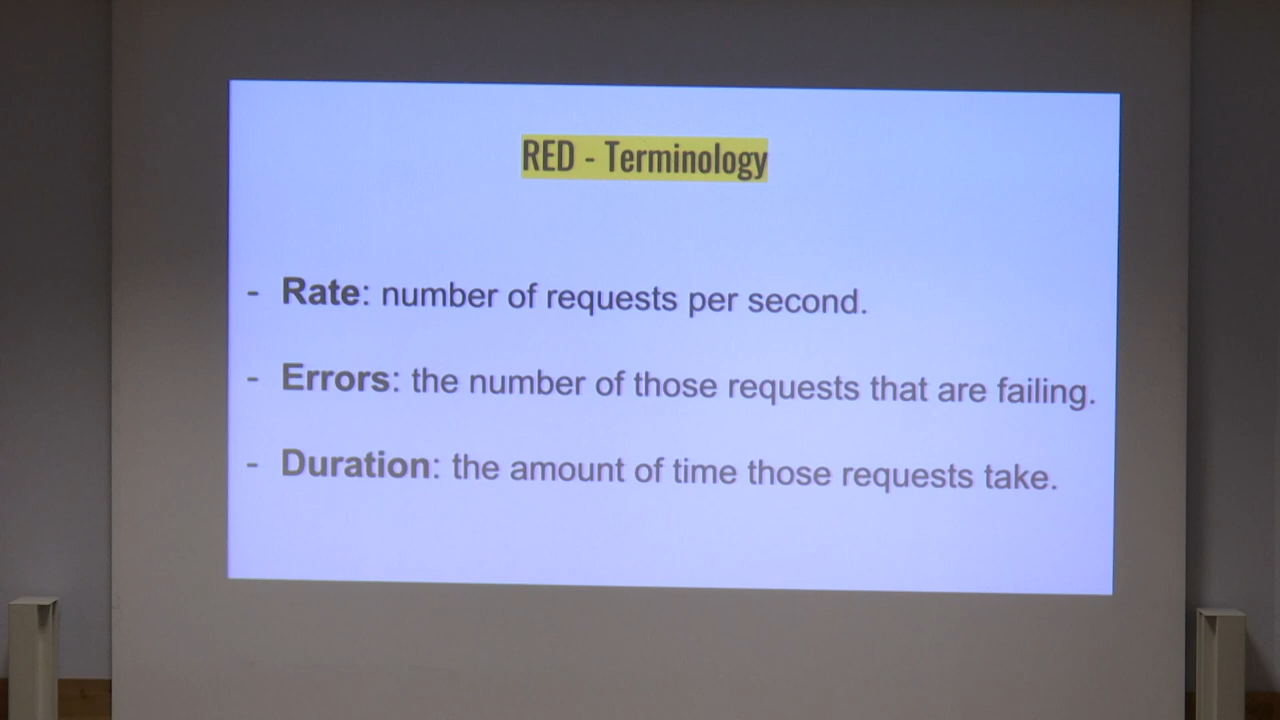 RED - Terminology
- Rate: number of requests per second.
- Errors: the number of those requests that are failing.
- Duration: the amount of time those requests take.